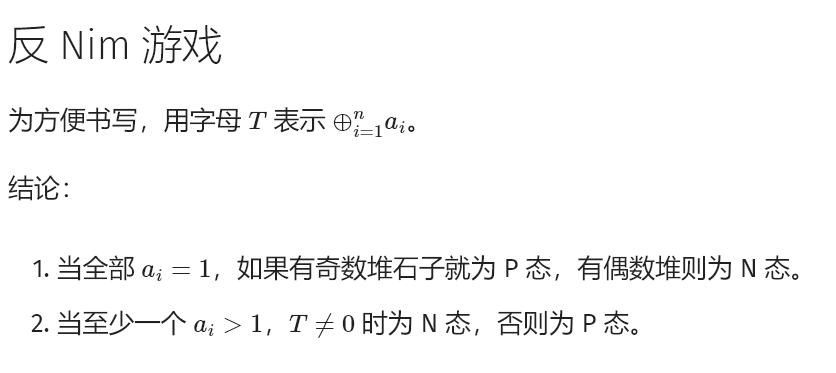 反 Nim 游戏
为方便书写，用字母 T 表示 ⊕ⁿᵢ₌₁aᵢ。
结论：
1. 当全部 aᵢ = 1，如果有奇数堆石子就为 P 态，有偶数堆则为 N 态。
2. 当至少一个 aᵢ > 1，T ≠ 0 时为 N 态，否则为 P 态。